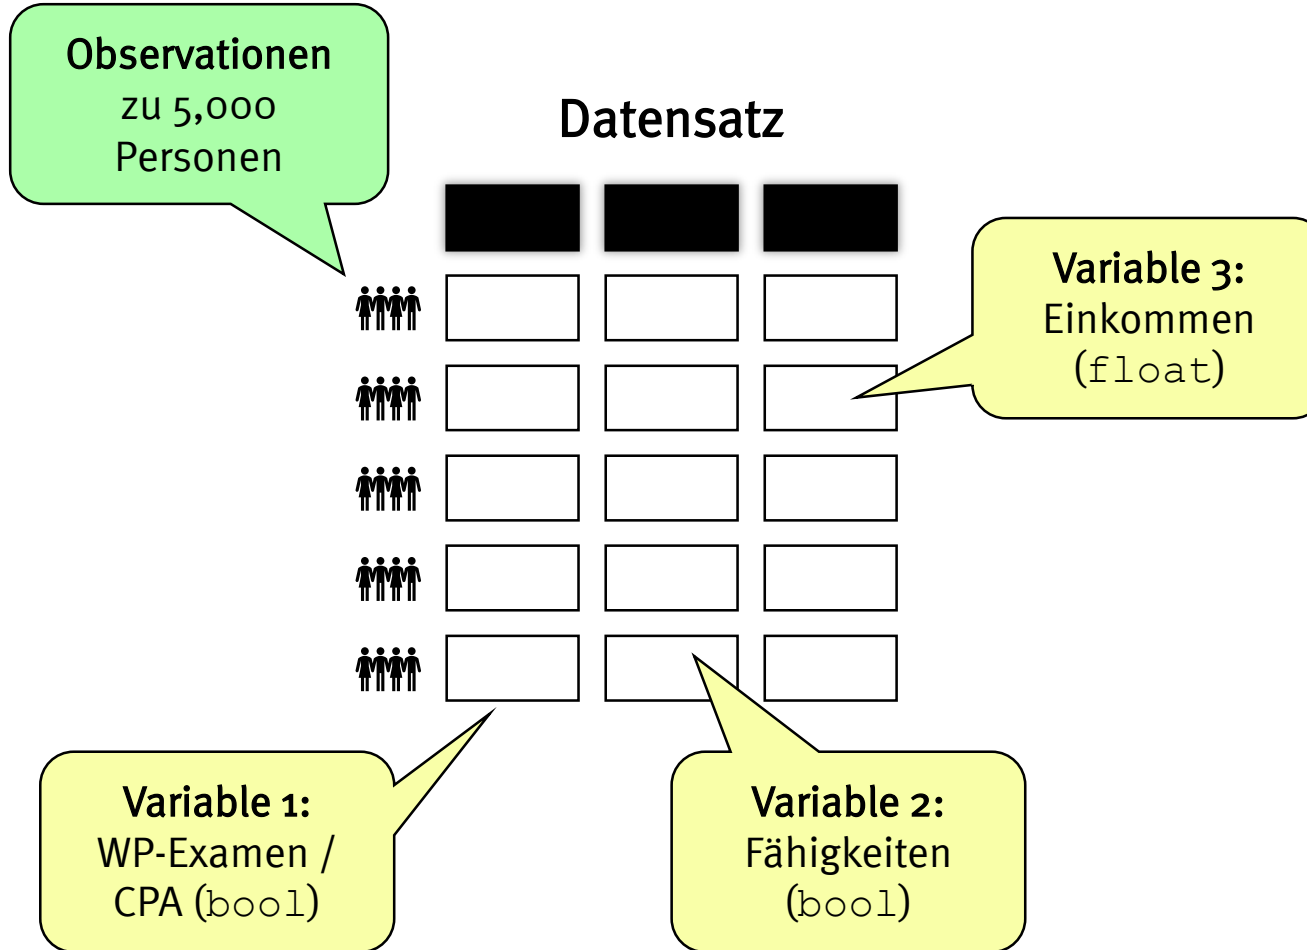 Observationen
zu 5,000
Personen
Datensatz
Variable 3:
Einkommen
(float)
Variable 1:
WP-Examen /
CPA (bool)
Variable 2:
Fähigkeiten
(bool)